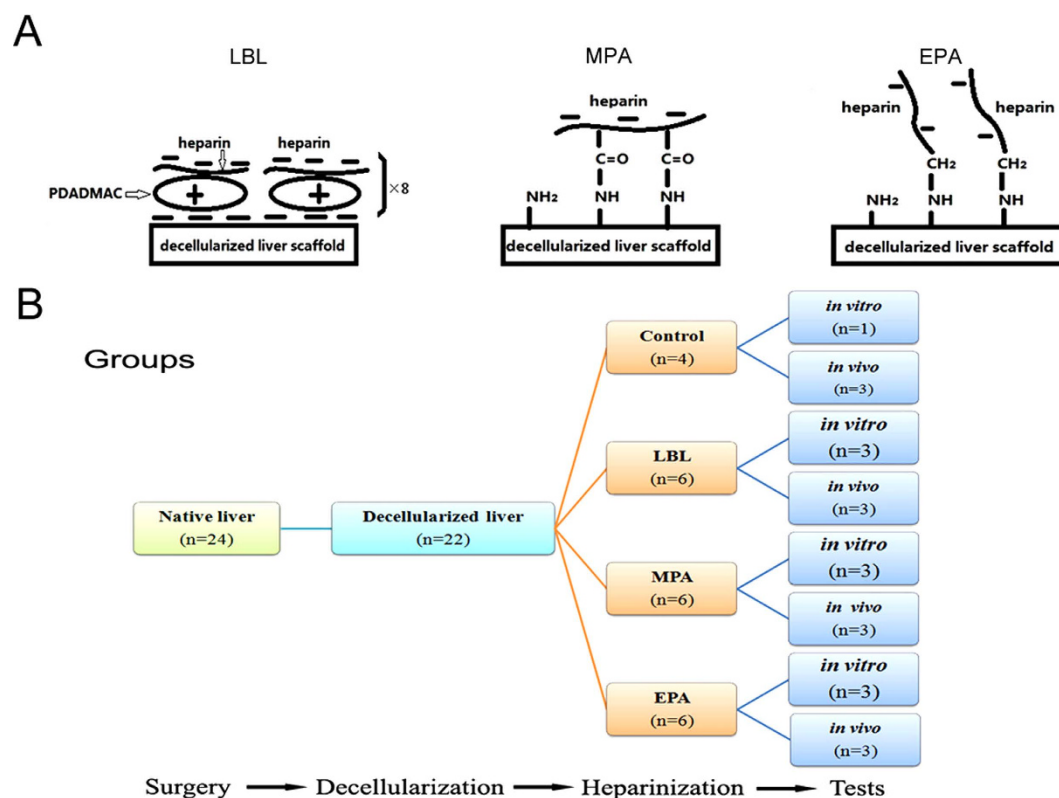 A
LBL
MPA
EPA
heparin
heparin
PDADMAC
+
+
×8
decellularized liver scaffold
heparin
C=O
C=O
NH₂
NH
NH
decellularized liver scaffold
heparin
heparin
CH₂
CH₂
NH₂
NH
NH
decellularized liver scaffold
B
Groups
Native liver
(n=24)
Decellularized liver
(n=22)
Control
(n=4)
in vitro
(n=1)
in vivo
(n=3)
LBL
(n=6)
in vitro
(n=3)
in vivo
(n=3)
MPA
(n=6)
in vitro
(n=3)
in vivo
(n=3)
EPA
(n=6)
in vitro
(n=3)
in vivo
(n=3)
Surgery Decellularization Heparinization Tests